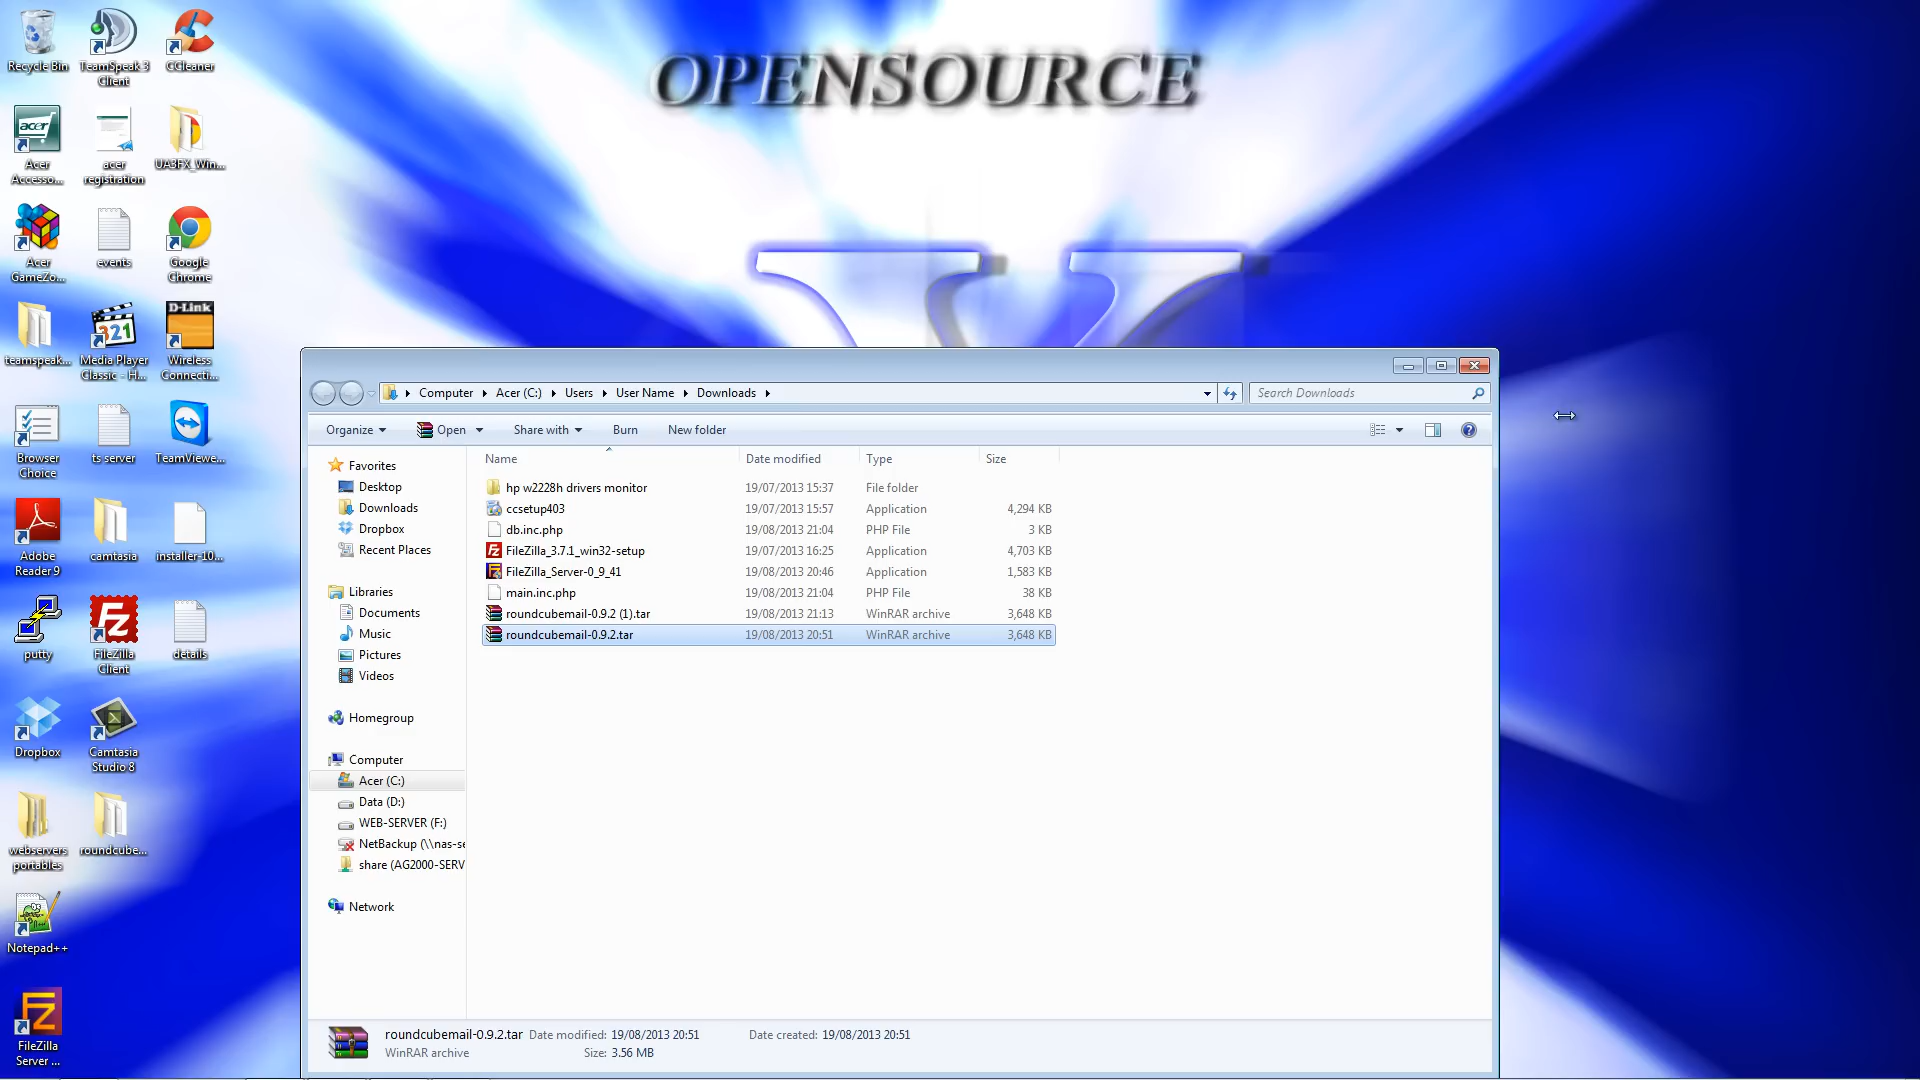 OPENSOURCE
Recycle Bin
TeamSpeak 3 Client
CCleaner
Acer Accesso...
acer registration
UA3FX_Win...
Acer GameZo...
events
Google Chrome
teamspeak...
Media Player Classic - H...
D-Link
Wireless Connecti...
Browser Choice
ts server
TeamViewe...
Adobe Reader 9
camtasia
installer-10...
putty
FileZilla Client
details
Dropbox
Camtasia Studio 8
webservers portables
roundcube...
Notepad++
FileZilla Server ...
Computer Acer (C:) Users User Name Downloads
Search Downloads
Organize Open Share with Burn New folder
Name Date modified Type Size
hp w2228h drivers monitor 19/07/2013 15:37 File folder
ccsetup403 19/07/2013 15:57 Application 4,294 KB
db.inc.php 19/08/2013 21:04 PHP File 3 KB
FileZilla_3.7.1_win32-setup 19/07/2013 16:25 Application 4,703 KB
FileZilla_Server-0_9_41 19/08/2013 20:46 Application 1,583 KB
main.inc.php 19/08/2013 21:04 PHP File 38 KB
roundcubemail-0.9.2 (1).tar 19/08/2013 21:13 WinRAR archive 3,648 KB
roundcubemail-0.9.2.tar 19/08/2013 20:51 WinRAR archive 3,648 KB
Favorites
Desktop
Downloads
Dropbox
Recent Places
Libraries
Documents
Music
Pictures
Videos
Homegroup
Computer
Acer (C:)
Data (D:)
WEB-SERVER (F:)
NetBackup (\\nas-se
share (AG2000-SERV
Network
roundcubemail-0.9.2.tar Date modified: 19/08/2013 20:51 Date created: 19/08/2013 20:51
WinRAR archive Size: 3.56 MB